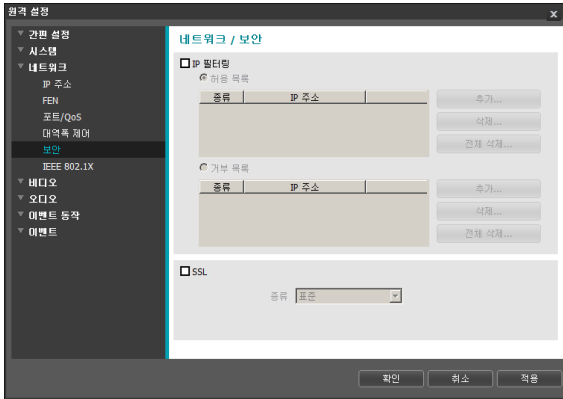 원격 설정
x
간편 설정
시스템
네트워크
IP 주소
FEN
포트/QoS
대역폭 제어
보안
IEEE 802.1X
비디오
오디오
이벤트 동작
이벤트
네트워크 / 보안
IP 필터링
허용 목록
종류 IP 주소
추가...
삭제...
전체 삭제...
거부 목록
종류 IP 주소
추가...
삭제...
전체 삭제...
SSL
종류 표준
확인 취소 적용